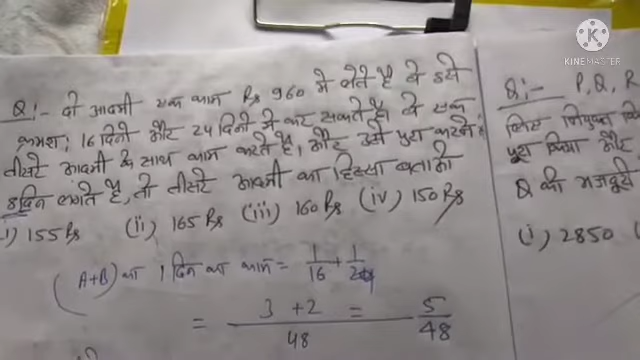 KINEMASTER
Q:- दो आदमी एक काम Rs 960 में लेते है वे इसे
क्रमश: 16 दिनो और 24 दिनो में कर सकते है। वे एक
तीसरे आदमी के साथ काम करते है, और उसे पुरा करने में
8 दिन लगते है, तो तीसरे आदमी का हिस्सा बताओ
i) 155 Rs (ii) 165 Rs (iii) 160 Rs (iv) 150 Rs
(A+B) का 1 दिन का काम = 1/16 + 1/24
= 3 + 2 / 48 = 5/48
Q:- P, Q, R
पूरा किया और
Q की मजदूरी
(i) 2850